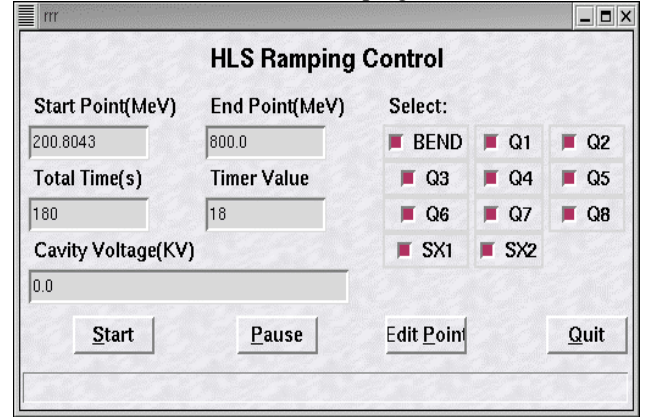 rrr
HLS Ramping Control
Start Point(MeV) End Point(MeV) Select:
200.8043 800.0 BEND Q1 Q2
Total Time(s) Timer Value Q3 Q4 Q5
180 18 Q6 Q7 Q8
Cavity Voltage(KV) SX1 SX2
0.0
Start Pause Edit Point Quit